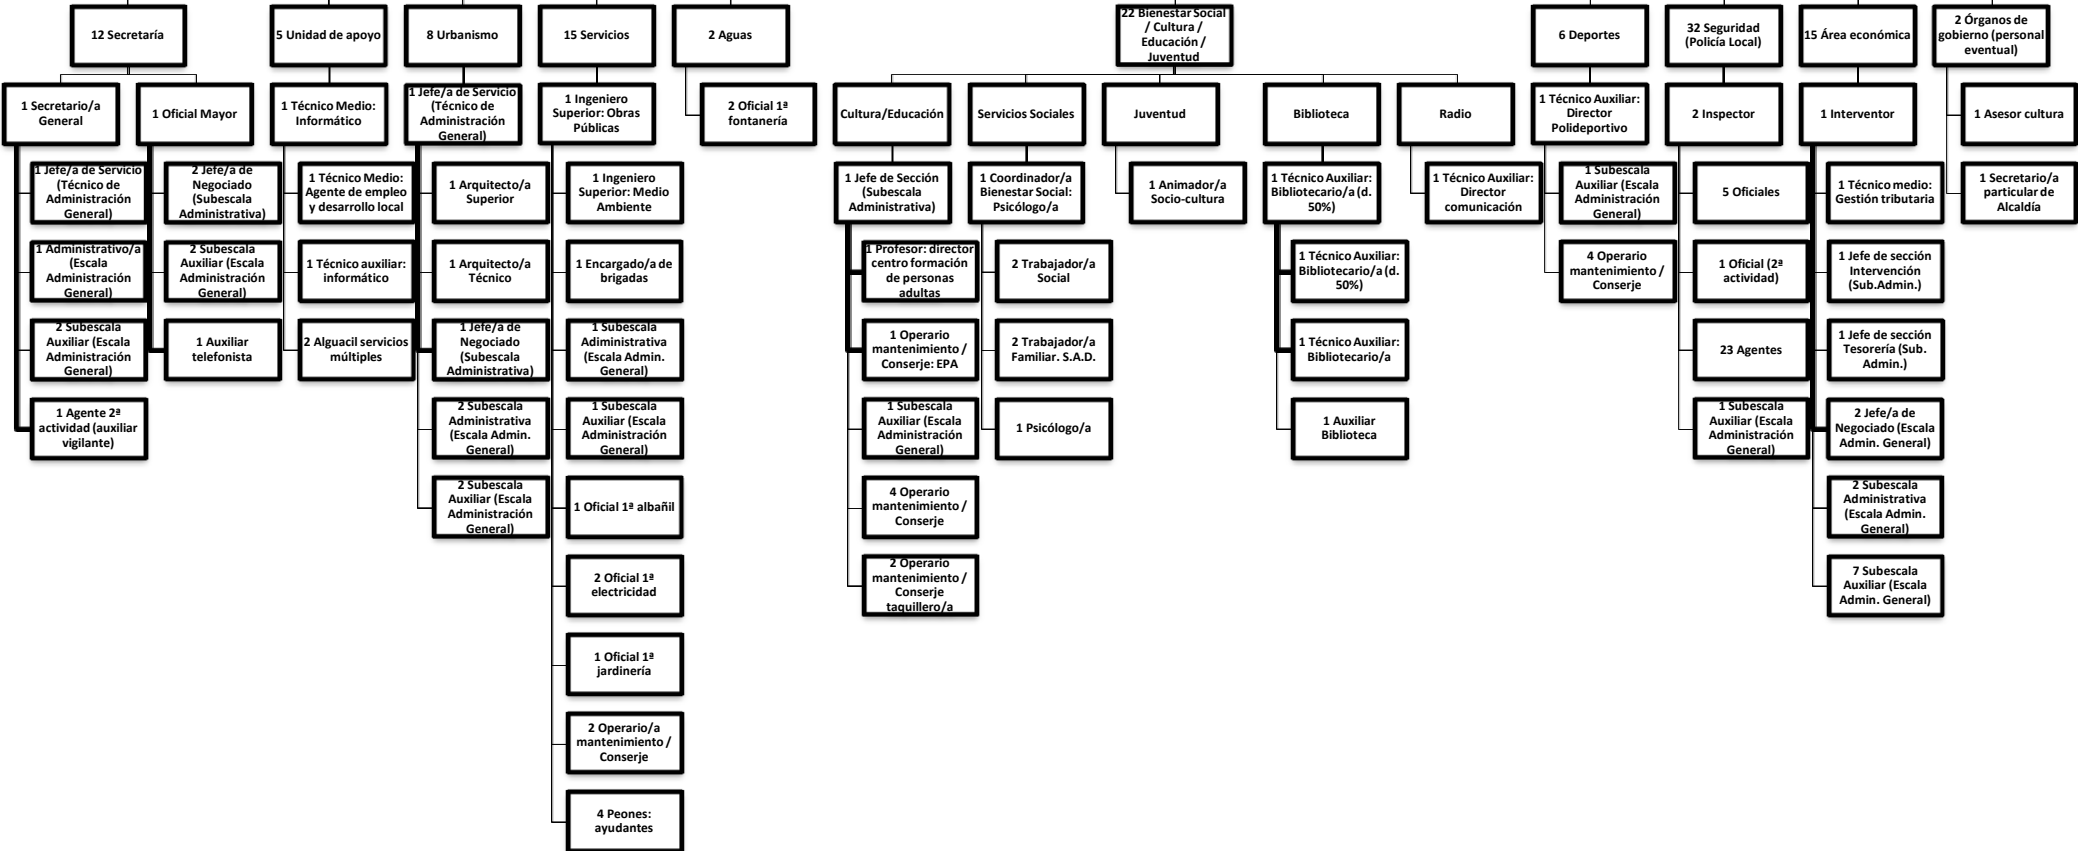 12 Secretaría
1 Secretario/a
General
1 Jefe/a de Servicio
(Técnico de
Administración
General)
1 Administrativo/a
(Escala
Administración
General)
2 Subescala
Auxiliar (Escala
Administración
General)
1 Agente 2ª
actividad (auxiliar
vigilante)
1 Oficial Mayor
2 Jefe/a de
Negociado
(Subescala
Administrativa)
2 Subescala
Auxiliar (Escala
Administración
General)
1 Auxiliar
telefonista
5 Unidad de apoyo
1 Técnico Medio:
Informático
1 Técnico Medio:
Agente de empleo
y desarrollo local
1 Técnico auxiliar:
informático
2 Alguacil servicios
múltiples
8 Urbanismo
1 Jefe/a de Servicio
(Técnico de
Administración
General)
1 Arquitecto/a
Superior
1 Arquitecto/a
Técnico
1 Jefe/a de
Negociado
(Subescala
Administrativa)
2 Subescala
Administrativa
(Escala Admin.
General)
2 Subescala
Auxiliar (Escala
Administración
General)
15 Servicios
1 Ingeniero
Superior: Obras
Públicas
1 Ingeniero
Superior: Medio
Ambiente
1 Encargado/a de
brigadas
1 Subescala
Adiministrativa
(Escala Admin.
General)
1 Subescala
Auxiliar (Escala
Administración
General)
1 Oficial 1ª albañil
2 Oficial 1ª
electricidad
1 Oficial 1ª
jardinería
2 Operario/a
mantenimiento /
Conserje
4 Peones:
ayudantes
2 Aguas
2 Oficial 1ª
fontanería
22 Bienestar Social
/ Cultura /
Educación /
Juventud
Cultura/Educación
1 Jefe de Sección
(Subescala
Administrativa)
1 Profesor: director
centro formación
de personas
adultas
1 Operario
mantenimiento /
Conserje: EPA
1 Subescala
Auxiliar (Escala
Administración
General)
4 Operario
mantenimiento /
Conserje
2 Operario
mantenimiento /
Conserje
taquillero/a
Servicios Sociales
1 Coordinador/a
Bienestar Social:
Psicólogo/a
2 Trabajador/a
Social
2 Trabajador/a
Familiar. S.A.D.
1 Psicólogo/a
Juventud
1 Animador/a
Socio-cultura
Biblioteca
1 Técnico Auxiliar:
Bibliotecario/a (d.
50%)
1 Técnico Auxiliar:
Bibliotecario/a (d.
50%)
1 Técnico Auxiliar:
Bibliotecario/a
1 Auxiliar
Biblioteca
Radio
1 Técnico Auxiliar:
Director
comunicación
6 Deportes
1 Técnico Auxiliar:
Director
Polideportivo
1 Subescala
Auxiliar (Escala
Administración
General)
4 Operario
mantenimiento /
Conserje
32 Seguridad
(Policía Local)
2 Inspector
5 Oficiales
1 Oficial (2ª
actividad)
23 Agentes
1 Subescala
Auxiliar (Escala
Administración
General)
15 Área económica
1 Interventor
1 Técnico medio:
Gestión tributaria
1 Jefe de sección
Intervención
(Sub.Admin.)
1 Jefe de sección
Tesorería (Sub.
Admin.)
2 Jefe/a de
Negociado (Escala
Admin. General)
2 Subescala
Administrativa
(Escala Admin.
General)
7 Subescala
Auxiliar (Escala
Admin. General)
2 Órganos de
gobierno (personal
eventual)
1 Asesor cultura
1 Secretario/a
particular de
Alcaldía